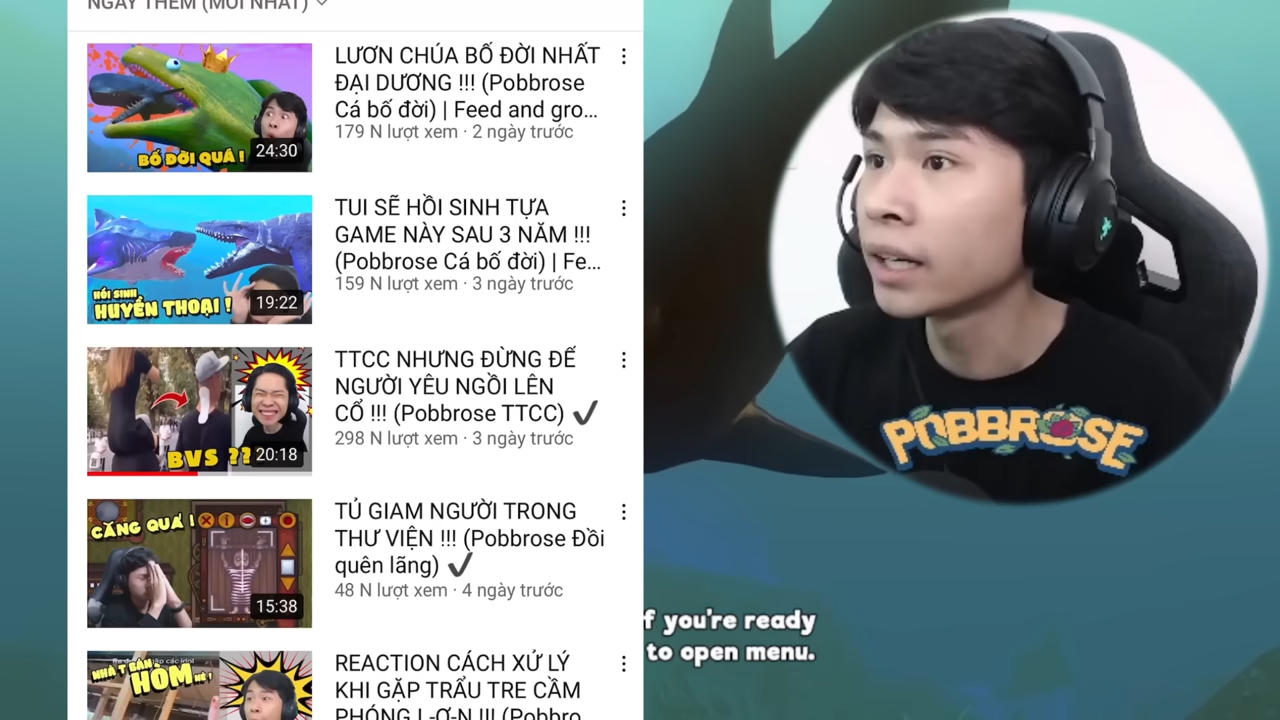 NGÀY THÊM (MỚI NHẤT)
LƯƠN CHÚA BỐ ĐỜI NHẤT
ĐẠI DƯƠNG !!! (Pobbrose
Cá bố đời) | Feed and gro...
179 N lượt xem · 2 ngày trước
BỐ ĐỜI QUÁ !
24:30
TUI SẼ HỒI SINH TỰA
GAME NÀY SAU 3 NĂM !!!
(Pobbrose Cá bố đời) | Fe...
159 N lượt xem · 3 ngày trước
HỒI SINH
HUYỀN THOẠI !
19:22
TTCC NHƯNG ĐỪNG ĐỂ
NGƯỜI YÊU NGỒI LÊN
CỔ !!! (Pobbrose TTCC) ✔
298 N lượt xem · 3 ngày trước
BVS ??
20:18
TỦ GIAM NGƯỜI TRONG
THƯ VIỆN !!! (Pobbrose Đồi
quên lãng) ✔
48 N lượt xem · 4 ngày trước
CĂNG QUÁ !
15:38
REACTION CÁCH XỬ LÝ
KHI GẶP TRẨU TRE CẦM
PHÓNG L-Ợ-N !!! (Pobbro
NHÀ T BÁN
HÒM
POBBROSE
f you're ready
to open menu.